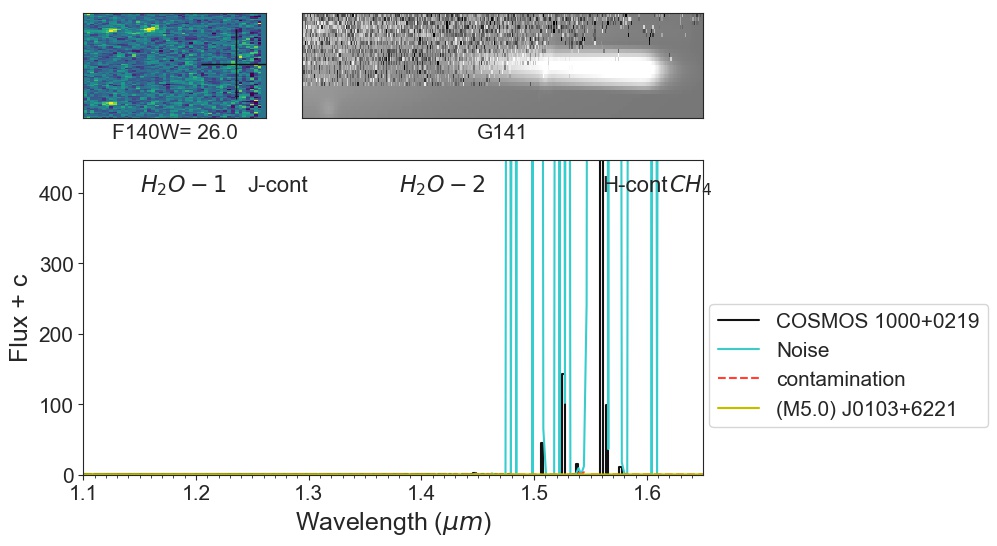 F140W= 26.0
G141
H₂O − 1
J-cont
H₂O − 2
H-cont
CH₄
400
300
200
100
0
Flux + c
1.1
1.2
1.3
1.4
1.5
1.6
Wavelength (μm)
COSMOS 1000+0219
Noise
contamination
(M5.0) J0103+6221